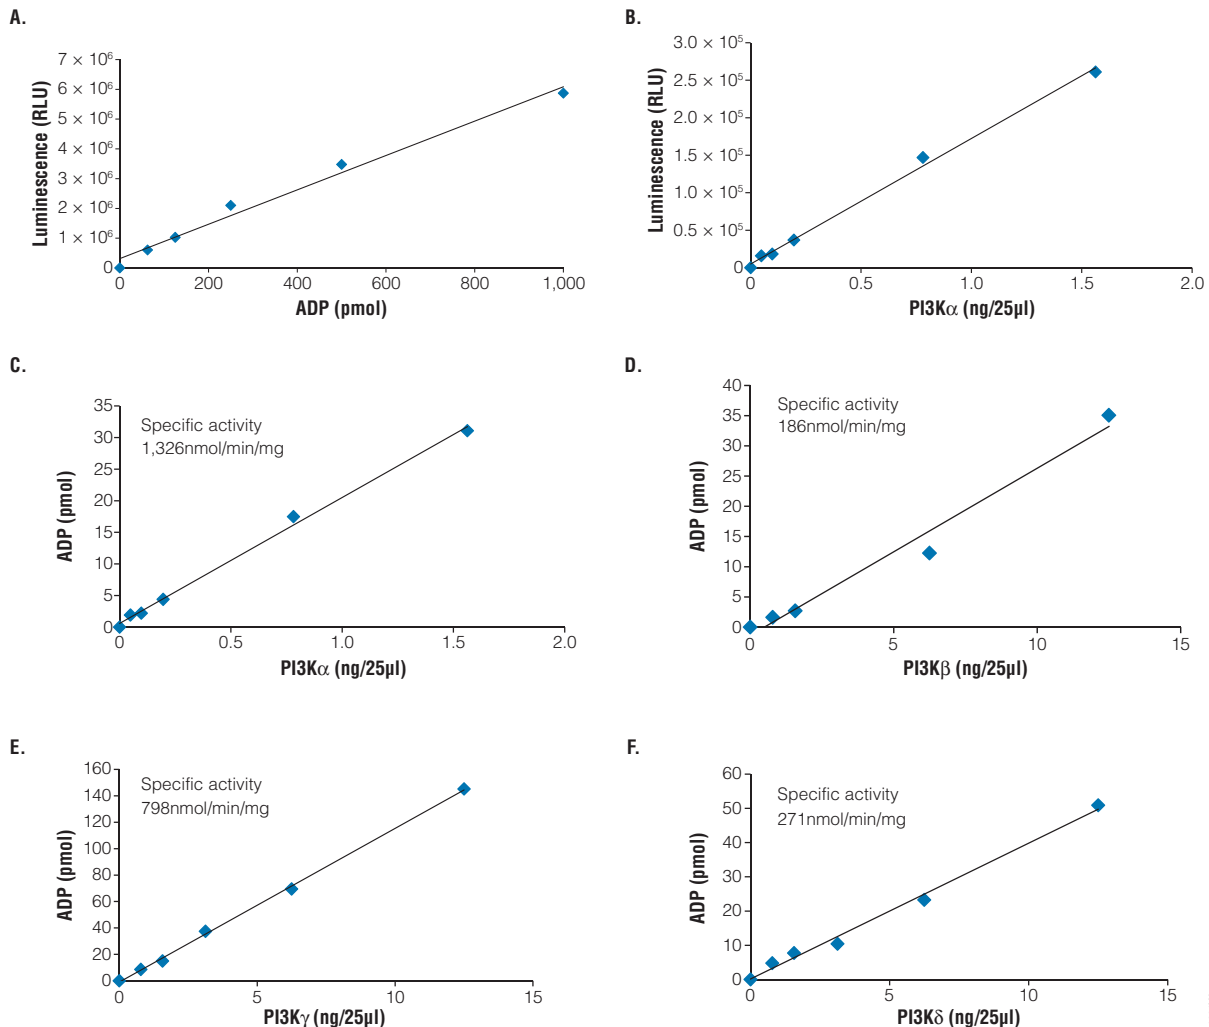 A.
7 × 10⁶
6 × 10⁶
5 × 10⁶
4 × 10⁶
3 × 10⁶
2 × 10⁶
1 × 10⁶
0
Luminescence (RLU)
0 200 400 600 800 1,000
ADP (pmol)
B.
3.0 × 10⁵
2.5 × 10⁵
2.0 × 10⁵
1.5 × 10⁵
1.0 × 10⁵
0.5 × 10⁵
0
Luminescence (RLU)
0 0.5 1.0 1.5 2.0
PI3Kα (ng/25µl)
C.
Specific activity
1,326nmol/min/mg
35
30
25
20
15
10
5
0
ADP (pmol)
0 0.5 1.0 1.6 2.0
PI3Kα (ng/25µl)
D.
Specific activity
186nmol/min/mg
40
35
30
25
20
15
10
5
0
ADP (pmol)
0 5 10 15
PI3Kβ (ng/25µl)
E.
Specific activity
798nmol/min/mg
160
140
120
100
80
60
40
20
0
ADP (pmol)
0 5 10 15
PI3Kγ (ng/25µl)
F.
Specific activity
271nmol/min/mg
60
50
40
30
20
10
0
ADP (pmol)
0 5 10 15
PI3Kδ (ng/25µl)